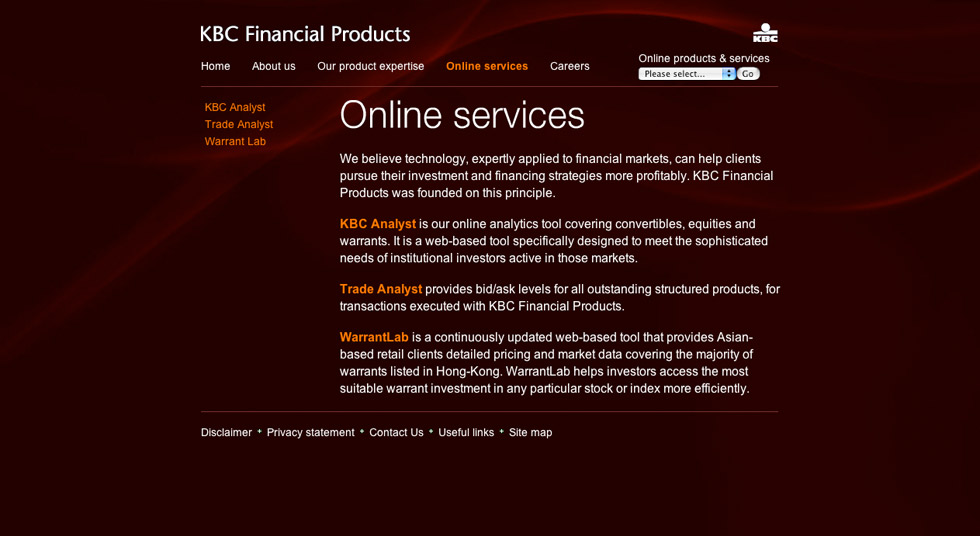 KBC Financial Products
KBC
Home About us Our product expertise Online services Careers
Online products & services
Please select... Go
KBC Analyst
Trade Analyst
Warrant Lab
Online services
We believe technology, expertly applied to financial markets, can help clients
pursue their investment and financing strategies more profitably. KBC Financial
Products was founded on this principle.
KBC Analyst is our online analytics tool covering convertibles, equities and
warrants. It is a web-based tool specifically designed to meet the sophisticated
needs of institutional investors active in those markets.
Trade Analyst provides bid/ask levels for all outstanding structured products, for
transactions executed with KBC Financial Products.
WarrantLab is a continuously updated web-based tool that provides Asian-
based retail clients detailed pricing and market data covering the majority of
warrants listed in Hong-Kong. WarrantLab helps investors access the most
suitable warrant investment in any particular stock or index more efficiently.
Disclaimer + Privacy statement + Contact Us + Useful links + Site map